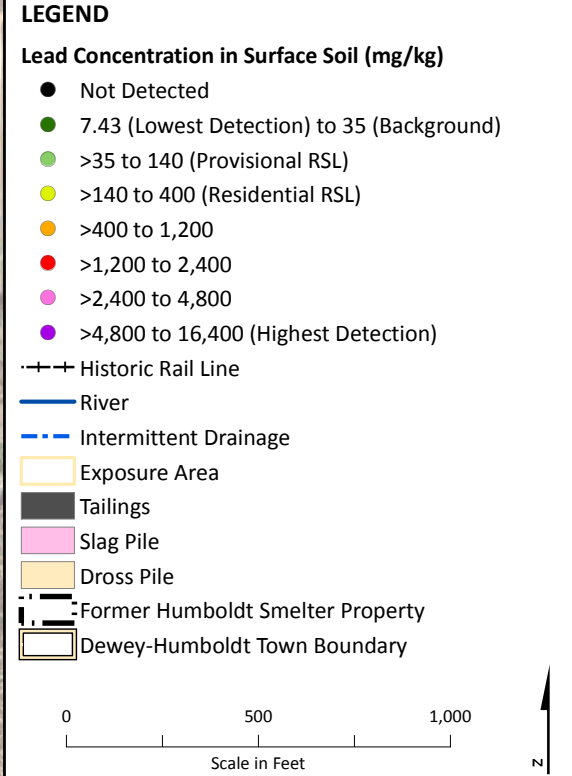 LEGEND
Lead Concentration in Surface Soil (mg/kg)
Not Detected
7.43 (Lowest Detection) to 35 (Background)
>35 to 140 (Provisional RSL)
>140 to 400 (Residential RSL)
>400 to 1,200
>1,200 to 2,400
>2,400 to 4,800
>4,800 to 16,400 (Highest Detection)
Historic Rail Line
River
Intermittent Drainage
Exposure Area
Tailings
Slag Pile
Dross Pile
Former Humboldt Smelter Property
Dewey-Humboldt Town Boundary
0 500 1,000
Scale in Feet
N